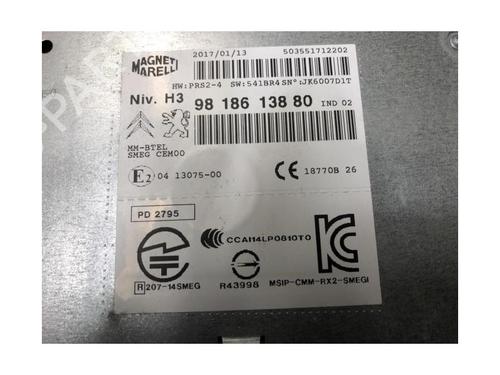 MAGNETI
MARELLI
2017/01/13
503551712202
HW:PRS2-4 SW:541BR4 SN°:JK6007D1T
Niv. H3
98 186 138 80 IND 02
MM-BTEL
SMEG CEM00
E2 04 13075-00
CE 18770B 26
PD 2795
CCAI14LP0810T0
R 207-14SMEG
R43998
MSIP-CMM-RX2-SMEGI